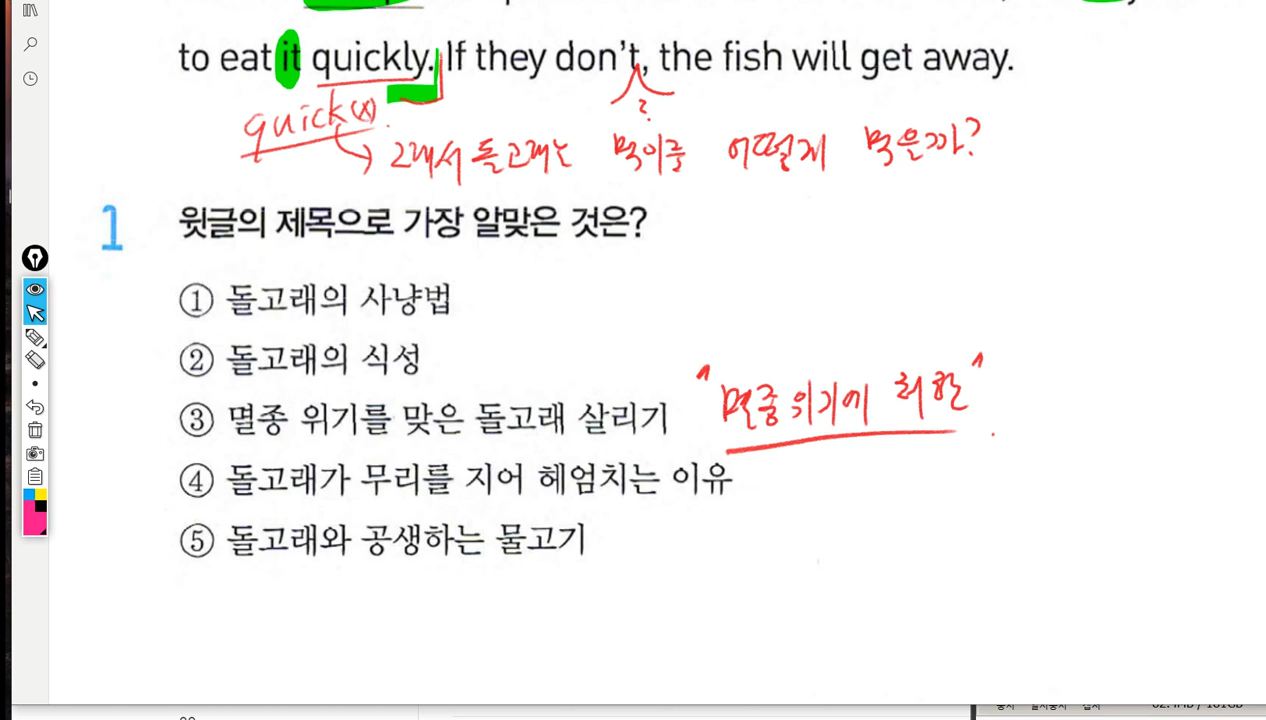 to eat it quickly. If they don't, the fish will get away.
quick(x).
?
→ 그래서 돌고래는 먹이를 어떻게 먹은까?
1 윗글의 제목으로 가장 알맞은 것은?
① 돌고래의 사냥법
② 돌고래의 식성
③ 멸종 위기를 맞은 돌고래 살리기
"멸종위기에 처한"
④ 돌고래가 무리를 지어 헤엄치는 이유
⑤ 돌고래와 공생하는 물고기